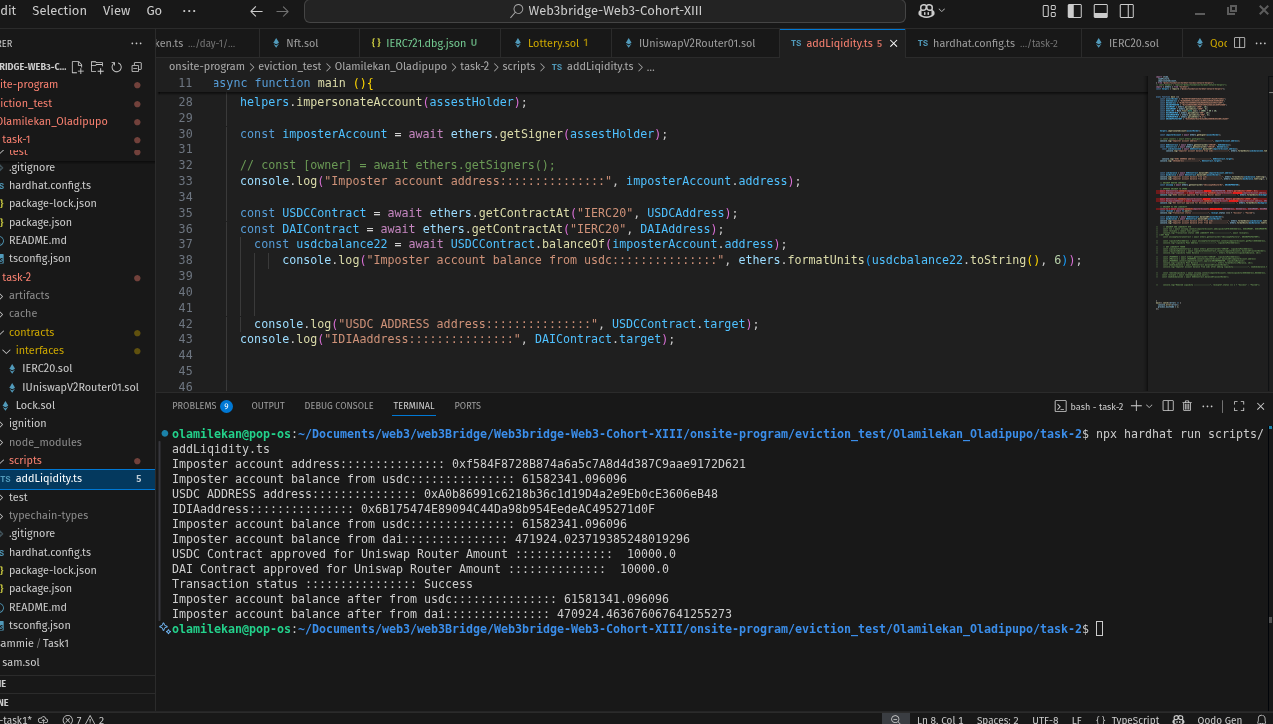 dit Selection View Go ··· Web3bridge-Web3-Cohort-XIII
RER ···
ken.ts .../day-1/... Nft.sol {} IERC721.dbg.json U Lottery.sol 1 IUniswapV2Router01.sol TS addLiqidity.ts 5 TS hardhat.config.ts .../task-2 IERC20.sol Qoc ···
onsite-program > eviction_test > Olamilekan_Oladipupo > task-2 > scripts > TS addLiqidity.ts > ...
RIDGE-WEB3-C...
site-program
iction_test
Olamilekan_Oladipupo
task-1
test
.gitignore
hardhat.config.ts
package-lock.json
package.json
README.md
tsconfig.json
task-2
artifacts
cache
contracts
interfaces
IERC20.sol
IUniswapV2Router01.sol
Lock.sol
ignition
node_modules
scripts
TS addLiqidity.ts 5
test
typechain-types
.gitignore
hardhat.config.ts
package-lock.json
package.json
README.md
tsconfig.json
ammie / Task1
sam.sol
NE
NE
11 async function main (){
28 helpers.impersonateAccount(assestHolder);
29
30 const imposterAccount = await ethers.getSigner(assestHolder);
31
32 // const [owner] = await ethers.getSigners();
33 console.log("Imposter account address:::::::::::::::", imposterAccount.address);
34
35 const USDCContract = await ethers.getContractAt("IERC20", USDCAddress);
36 const DAIContract = await ethers.getContractAt("IERC20", DAIAddress);
37 const usdcbalance22 = await USDCContract.balanceOf(imposterAccount.address);
38 console.log("Imposter account balance from usdc:::::::::::::::", ethers.formatUnits(usdcbalance22.toString(), 6));
39
40
41
42 console.log("USDC ADDRESS address:::::::::::::::", USDCContract.target);
43 console.log("IDIAaddress:::::::::::::::", DAIContract.target);
44
45
46
PROBLEMS 9 OUTPUT DEBUG CONSOLE TERMINAL PORTS bash - task-2 ···
olamilekan@pop-os:~/Documents/web3/web3Bridge/Web3bridge-Web3-Cohort-XIII/onsite-program/eviction_test/Olamilekan_Oladipupo/task-2$ npx hardhat run scripts/
addLiqidity.ts
Imposter account address::::::::::::::: 0xf584F8728B874a6a5c7A8d4d387C9aae9172D621
Imposter account balance from usdc::::::::::::::: 61582341.096096
USDC ADDRESS address::::::::::::::: 0xA0b86991c6218b36c1d19D4a2e9Eb0cE3606eB48
IDIAaddress::::::::::::::: 0x6B175474E89094C44Da98b954EedeAC495271d0F
Imposter account balance from usdc::::::::::::::: 61582341.096096
Imposter account balance from dai::::::::::::::: 471924.023719385248019296
USDC Contract approved for Uniswap Router Amount ::::::::::::::  10000.0
DAI Contract approved for Uniswap Router Amount ::::::::::::::  10000.0
Transaction status :::::::::::::::: Success
Imposter account balance after from usdc::::::::::::::: 61581341.096096
Imposter account balance after from dai::::::::::::::: 470924.463676067641255273
olamilekan@pop-os:~/Documents/web3/web3Bridge/Web3bridge-Web3-Cohort-XIII/onsite-program/eviction_test/Olamilekan_Oladipupo/task-2$
-task1* 7 2 Ln 8, Col 1 Spaces: 2 UTF-8 LF {} TypeScript Qodo Gen